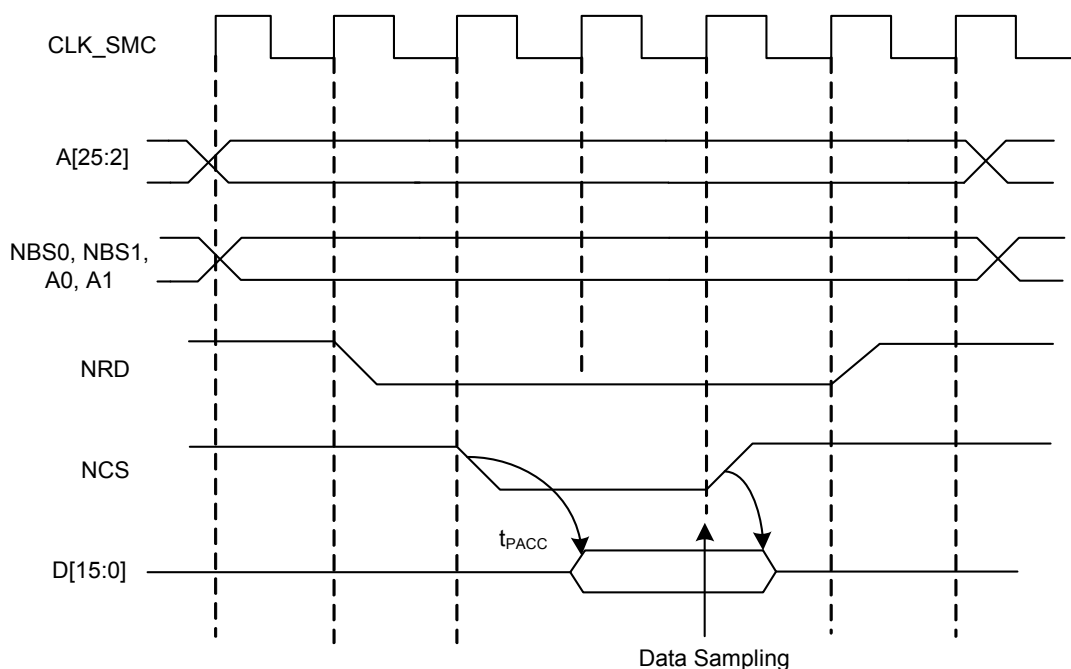 CLK_SMC
A[25:2]
NBS0, NBS1,
A0, A1
NRD
NCS
tPACC
D[15:0]
Data Sampling